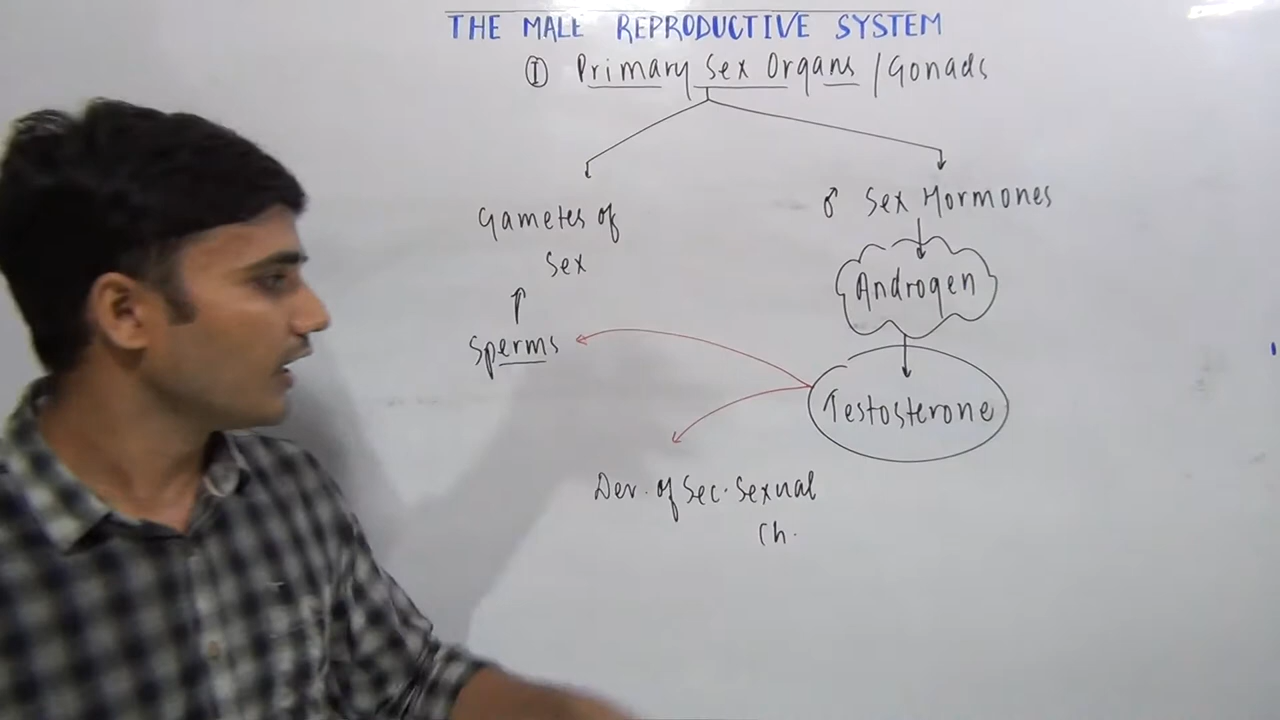 THE MALE REPRODUCTIVE SYSTEM
① Primary Sex Organs / Gonads
Gametes of
Sex
Sperms
♂ Sex Hormones
Androgen
Testosterone
Dev. of Sec. Sexual
Ch.